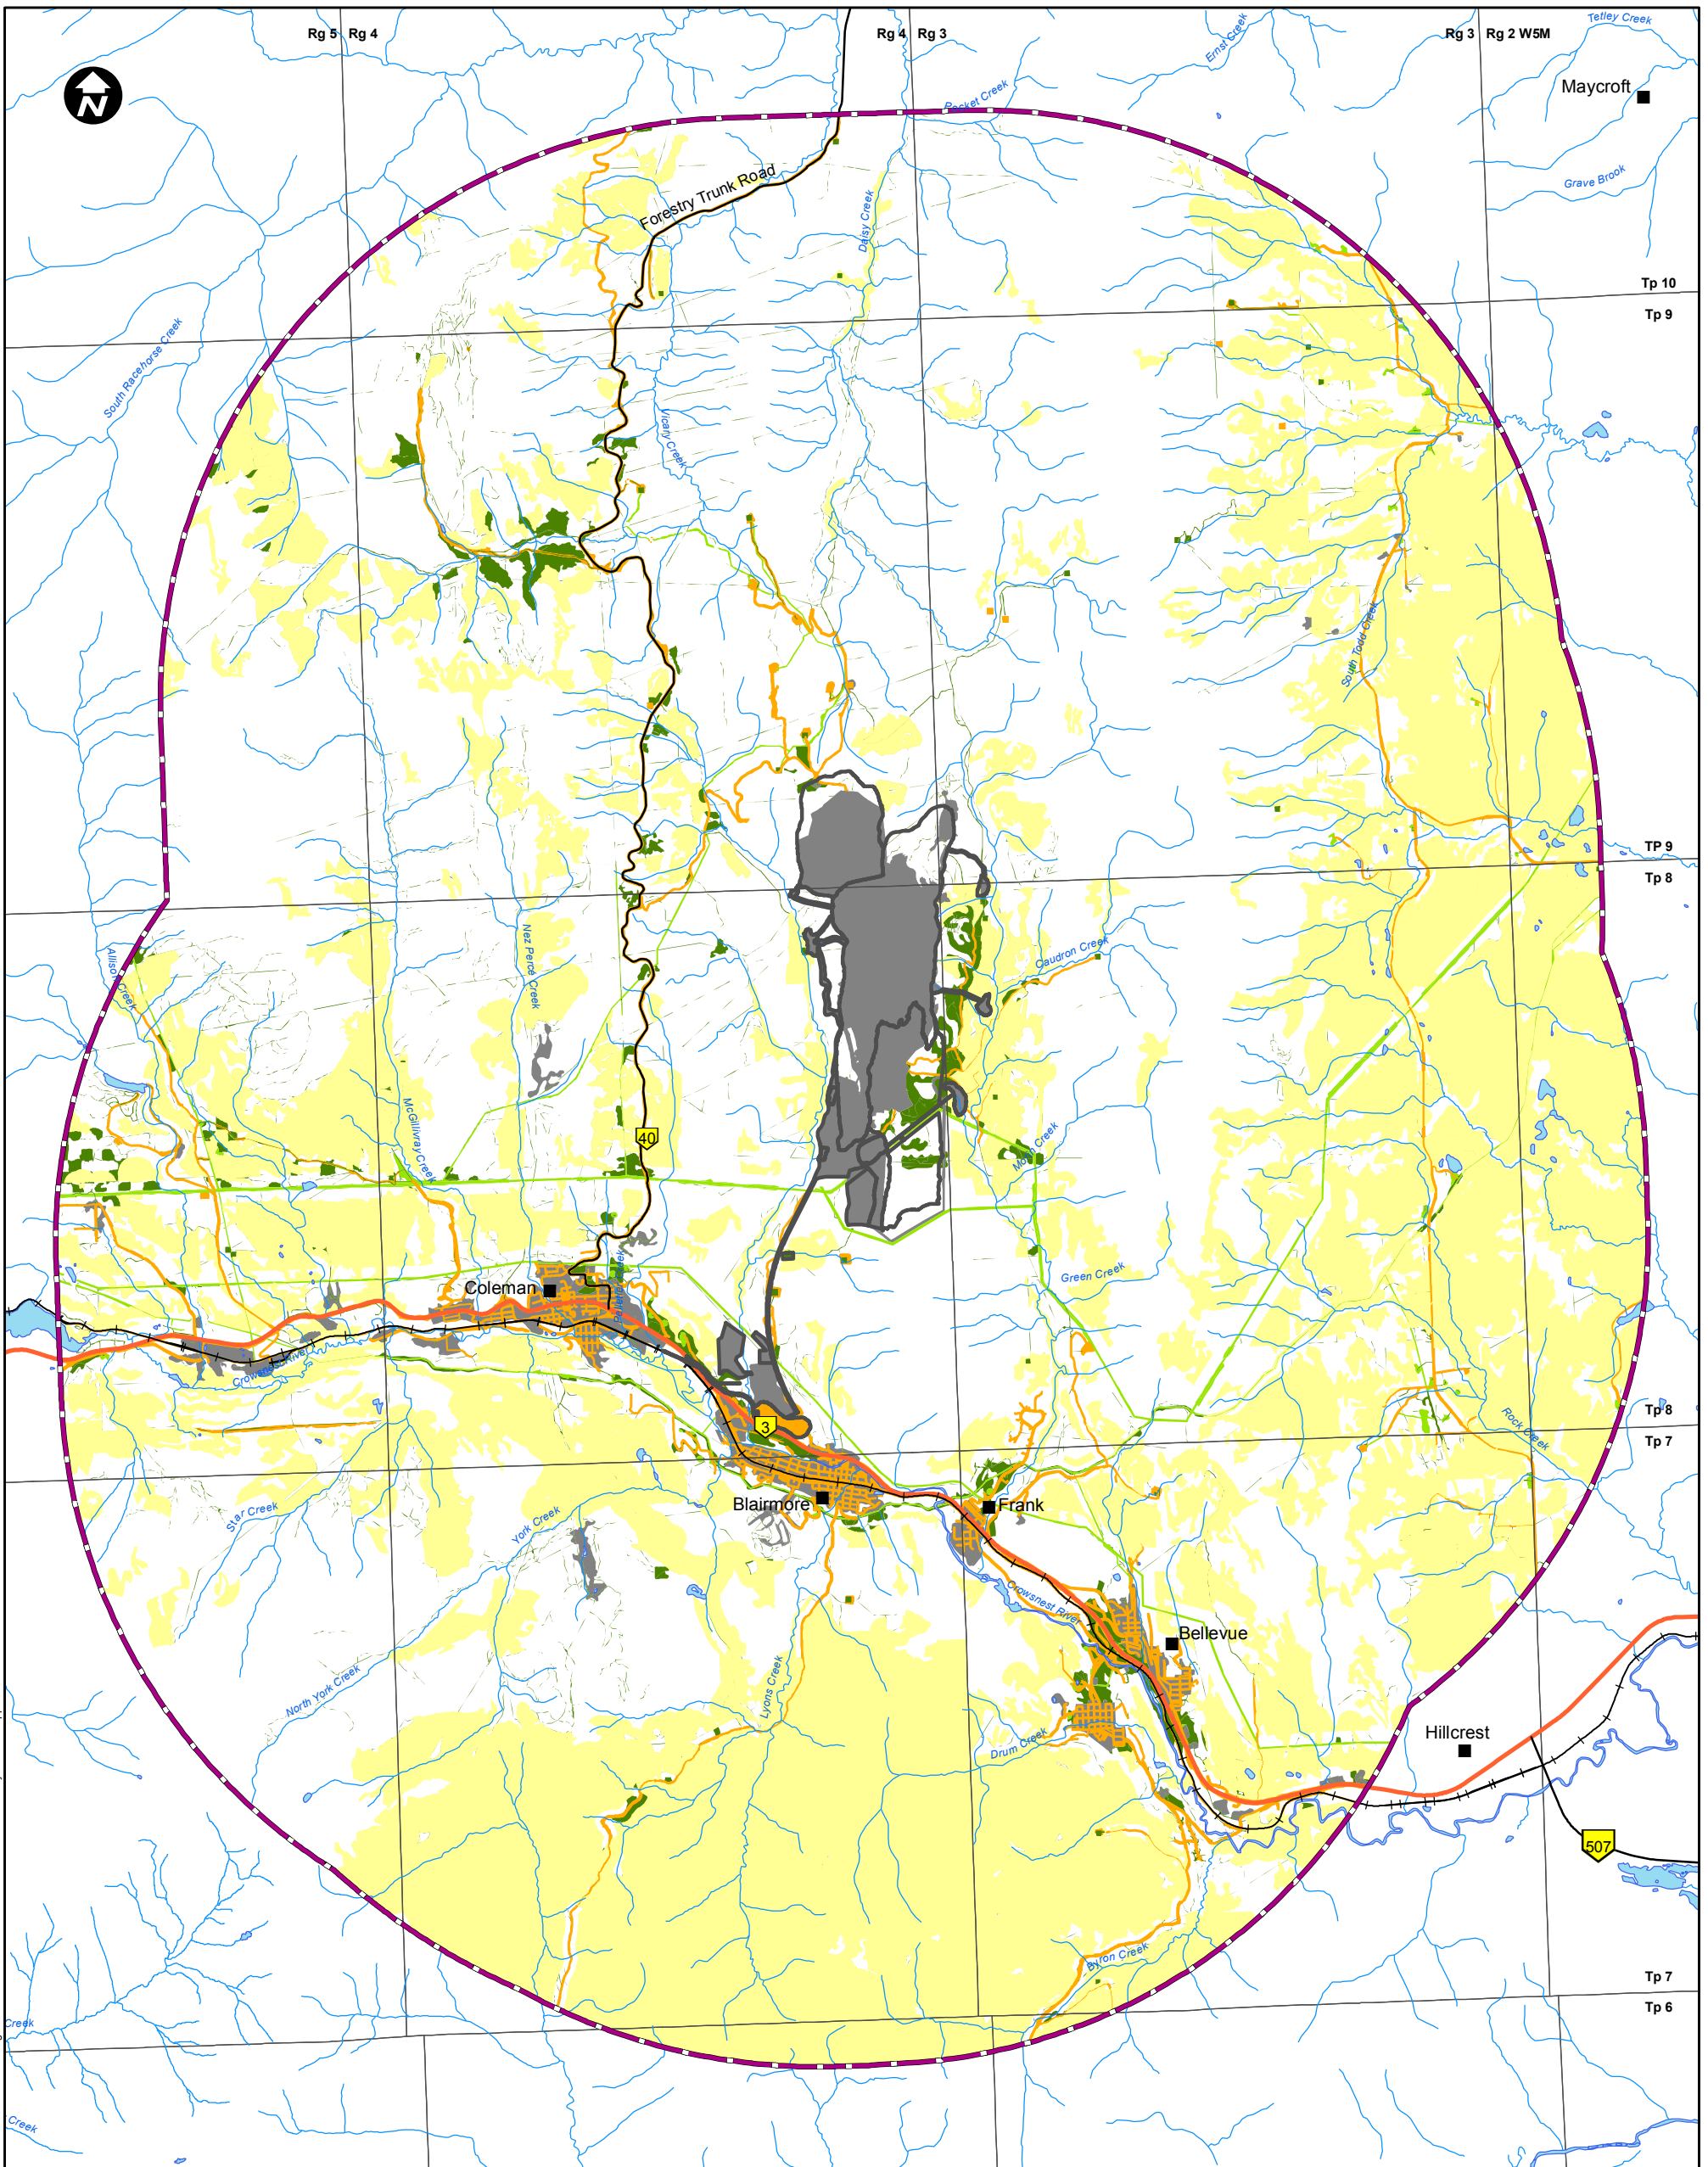 Rg 5 Rg 4
Rg 4 Rg 3
Rg 3 Rg 2 W5M
Tetley Creek
Ernst Creek
N
Maycroft
Pocket Creek
Grave Brook
Forestry Trunk Road
Daisy Creek
Tp 10
Tp 9
South Racehorse Creek
Vicary Creek
South Todd Creek
TP 9
Tp 8
Allison Creek
Nez Perce Creek
Caudron Creek
McGillivray Creek
40
Creek
Green Creek
Coleman
Creek
Crowsnest River
3
Rock Creek
Tp 8
Tp 7
Star Creek
York Creek
Blairmore
Frank
Crowsnest River
Bellevue
North York Creek
Lyons Creek
Drum Creek
Hillcrest
507
Byron Creek
Tp 7
Tp 6
Creek
Creek